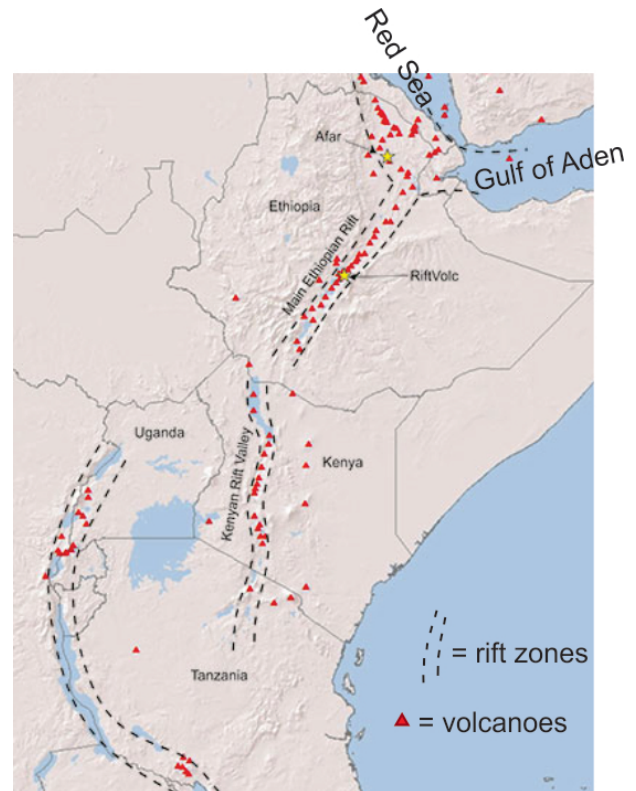 Red Sea
Afar
Gulf of Aden
Ethiopia
Main Ethiopian Rift
RiftVolc
Uganda
Kenyan Rift Valley
Kenya
= rift zones
Tanzania
= volcanoes